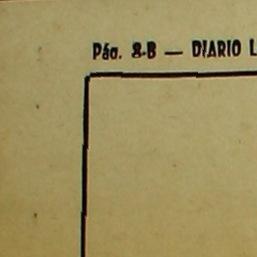 Pág. 8-B — DIARIO L